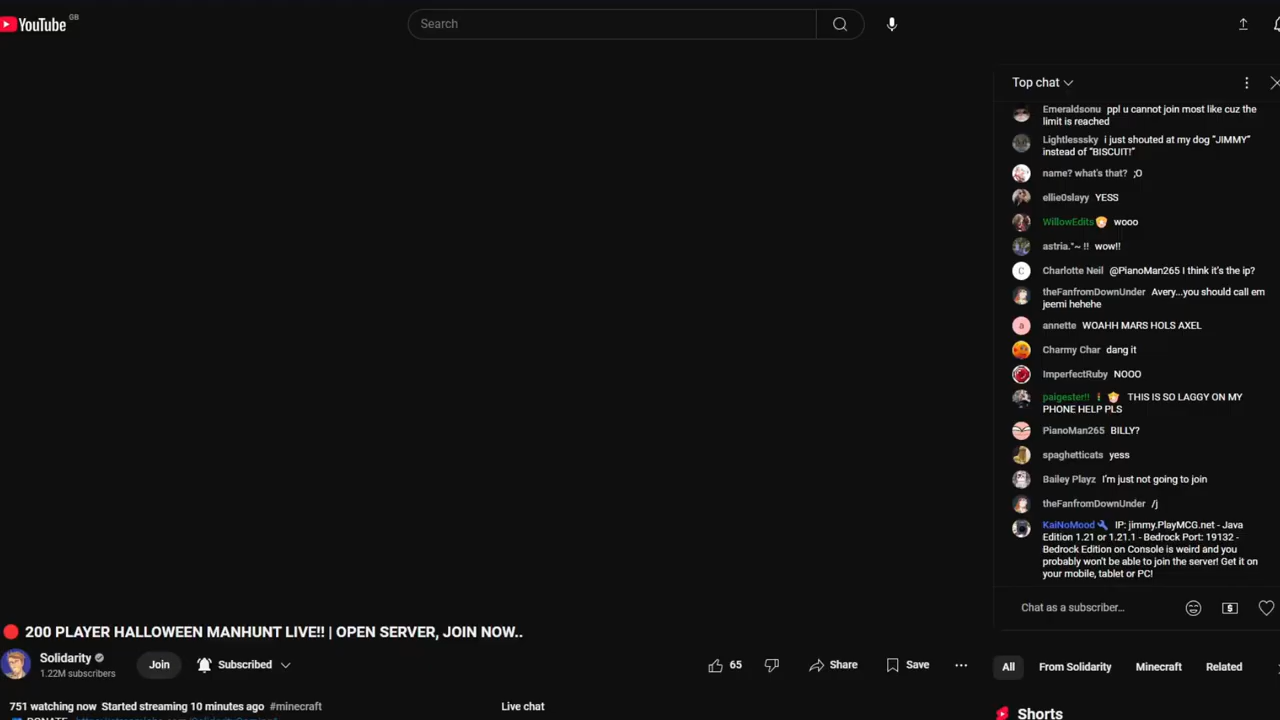 YouTube GB
Search
Top chat
Emeraldsonu ppl u cannot join most like cuz the
limit is reached
Lightlesssky i just shouted at my dog "JIMMY"
instead of "BISCUIT!"
name? what's that? ;O
ellie0slayy YESS
WillowEdits wooo
astria.°~ !! wow!!
C
Charlotte Neil @PianoMan265 I think it's the ip?
theFanfromDownUnder Avery...you should call em
jeemi hehehe
a
annette WOAHH MARS HOLS AXEL
Charmy Char dang it
ImperfectRuby NOOO
paigester!! THIS IS SO LAGGY ON MY
PHONE HELP PLS
PianoMan265 BILLY?
spaghetticats yess
Bailey Playz I'm just not going to join
theFanfromDownUnder /j
KaiNoMood IP: jimmy.PlayMCG.net - Java
Edition 1.21 or 1.21.1 - Bedrock Port: 19132 -
Bedrock Edition on Console is weird and you
probably won't be able to join the server! Get it on
your mobile, tablet or PC!
Chat as a subscriber...
200 PLAYER HALLOWEEN MANHUNT LIVE!! | OPEN SERVER, JOIN NOW..
Solidarity
1.22M subscribers
Join
Subscribed
65
Share
Save
All
From Solidarity
Minecraft
Related
751 watching now Started streaming 10 minutes ago #minecraft
Live chat
DONATE
Shorts